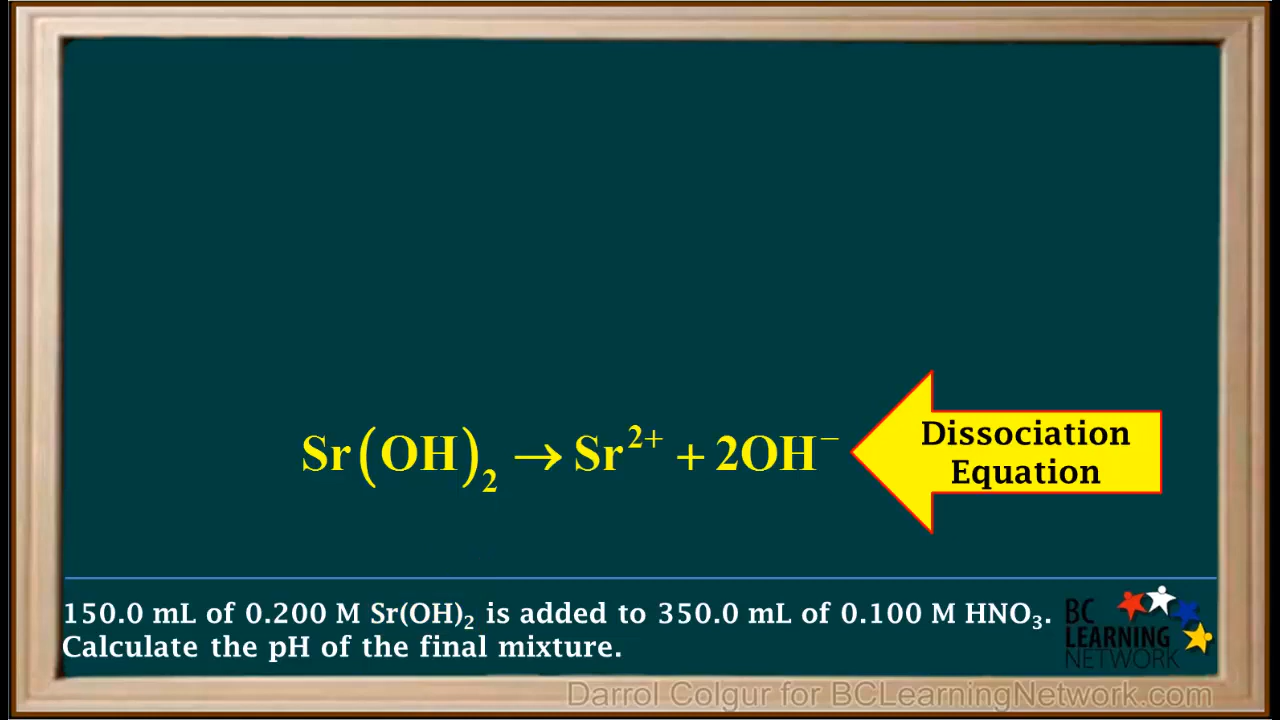 Sr(OH)₂ → Sr²⁺ + 2OH⁻
Dissociation
Equation
150.0 mL of 0.200 M Sr(OH)₂ is added to 350.0 mL of 0.100 M HNO₃.
Calculate the pH of the final mixture.
BC
LEARNING
NETWORK
Darrol Colgur for BCLearningNetwork.com